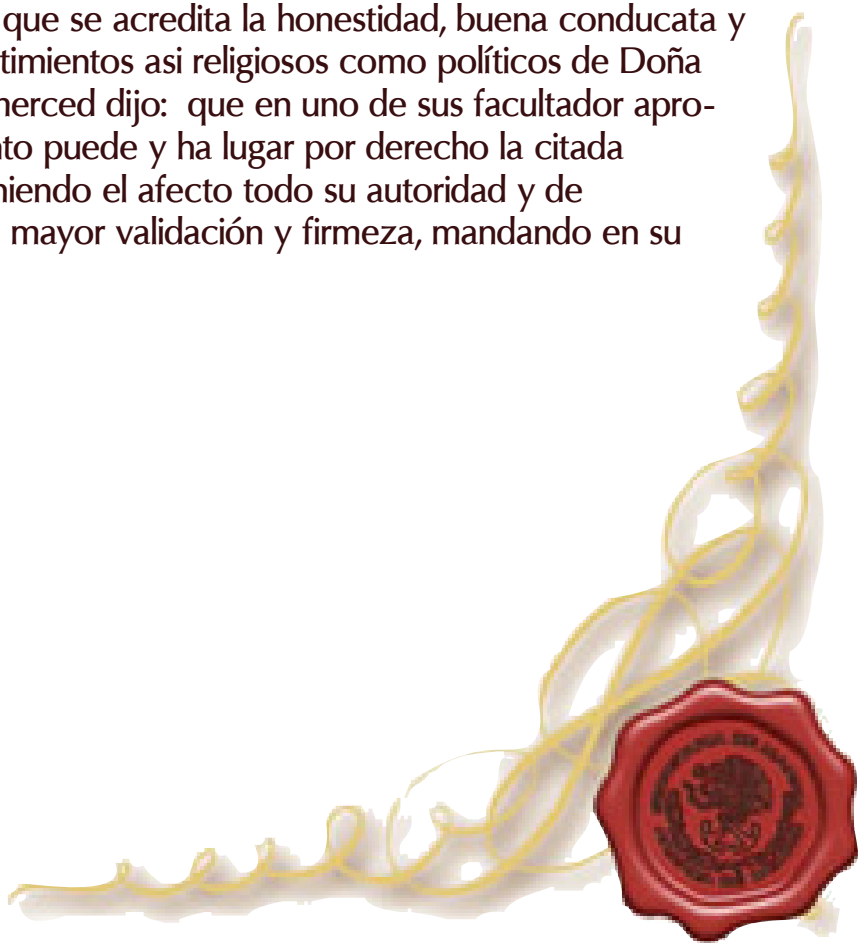 que se acredita la honestidad, buena conducata y
timientos asi religiosos como políticos de Doña
merced dijo: que en uno de sus facultador apro-
nto puede y ha lugar por derecho la citada
niendo el afecto todo su autoridad y de
mayor validación y firmeza, mandando en su